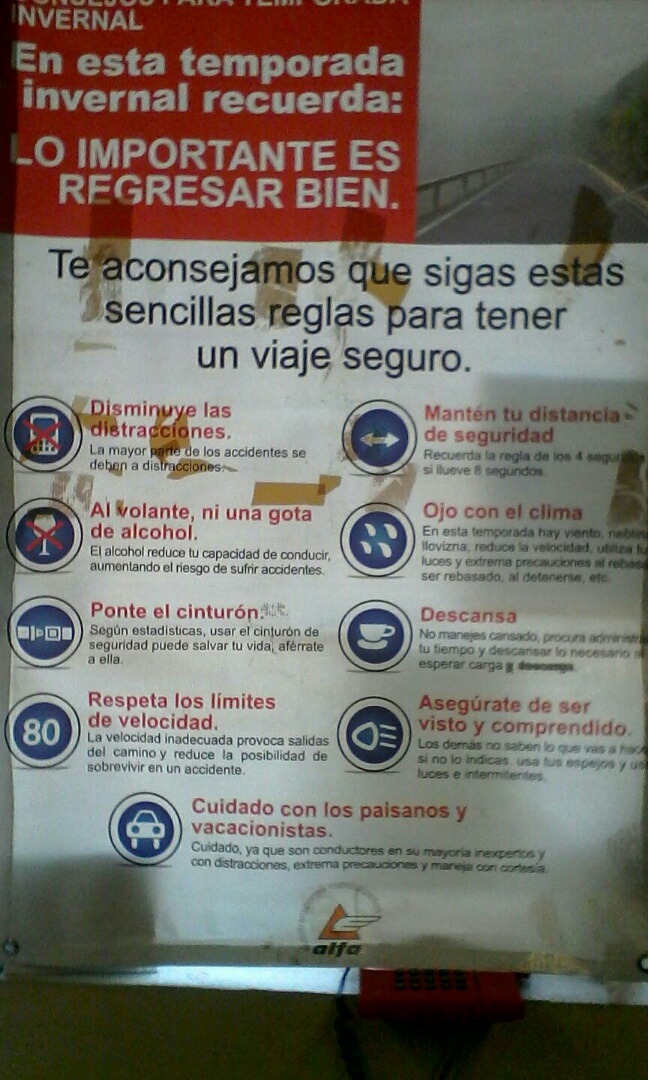 CONSEJOS PARA TEMPORADA
INVERNAL
En esta temporada
invernal recuerda:
LO IMPORTANTE ES
REGRESAR BIEN.
Te aconsejamos que sigas estas
sencillas reglas para tener
un viaje seguro.
Disminuye las
distracciones.
La mayor parte de los accidentes se
deben a distracciones.
Al volante, ni una gota
de alcohol.
El alcohol reduce tu capacidad de conducir,
aumentando el riesgo de sufrir accidentes.
Ponte el cinturón.
Según estadísticas, usar el cinturón de
seguridad puede salvar tu vida, aférrate
a ella.
80
Respeta los límites
de velocidad.
La velocidad inadecuada provoca salidas
del camino y reduce la posibilidad de
sobrevivir en un accidente.
Mantén tu distancia
de seguridad
Recuerda la regla de los 4
si llueve 8 segundos.
Ojo con el clima
En esta temporada hay viento,
llovizna; reduce la velocidad, utiliza tu
luces y extrema precauciones al
ser rebasado, al detenerse, etc.
Descansa
No manejes cansado, procura
tu tiempo y descansar lo necesario al
esperar carga y descarga.
Asegúrate de ser
visto y comprendido.
Los demás no saben lo que vas a
si no lo indicas, usa tus espejos y
luces e intermitentes.
Cuidado con los paisanos y
vacacionistas.
Cuidado, ya que son conductores en su mayoría inexpertos y
con distracciones, extrema precauciones y maneja con cortesía.
alfa